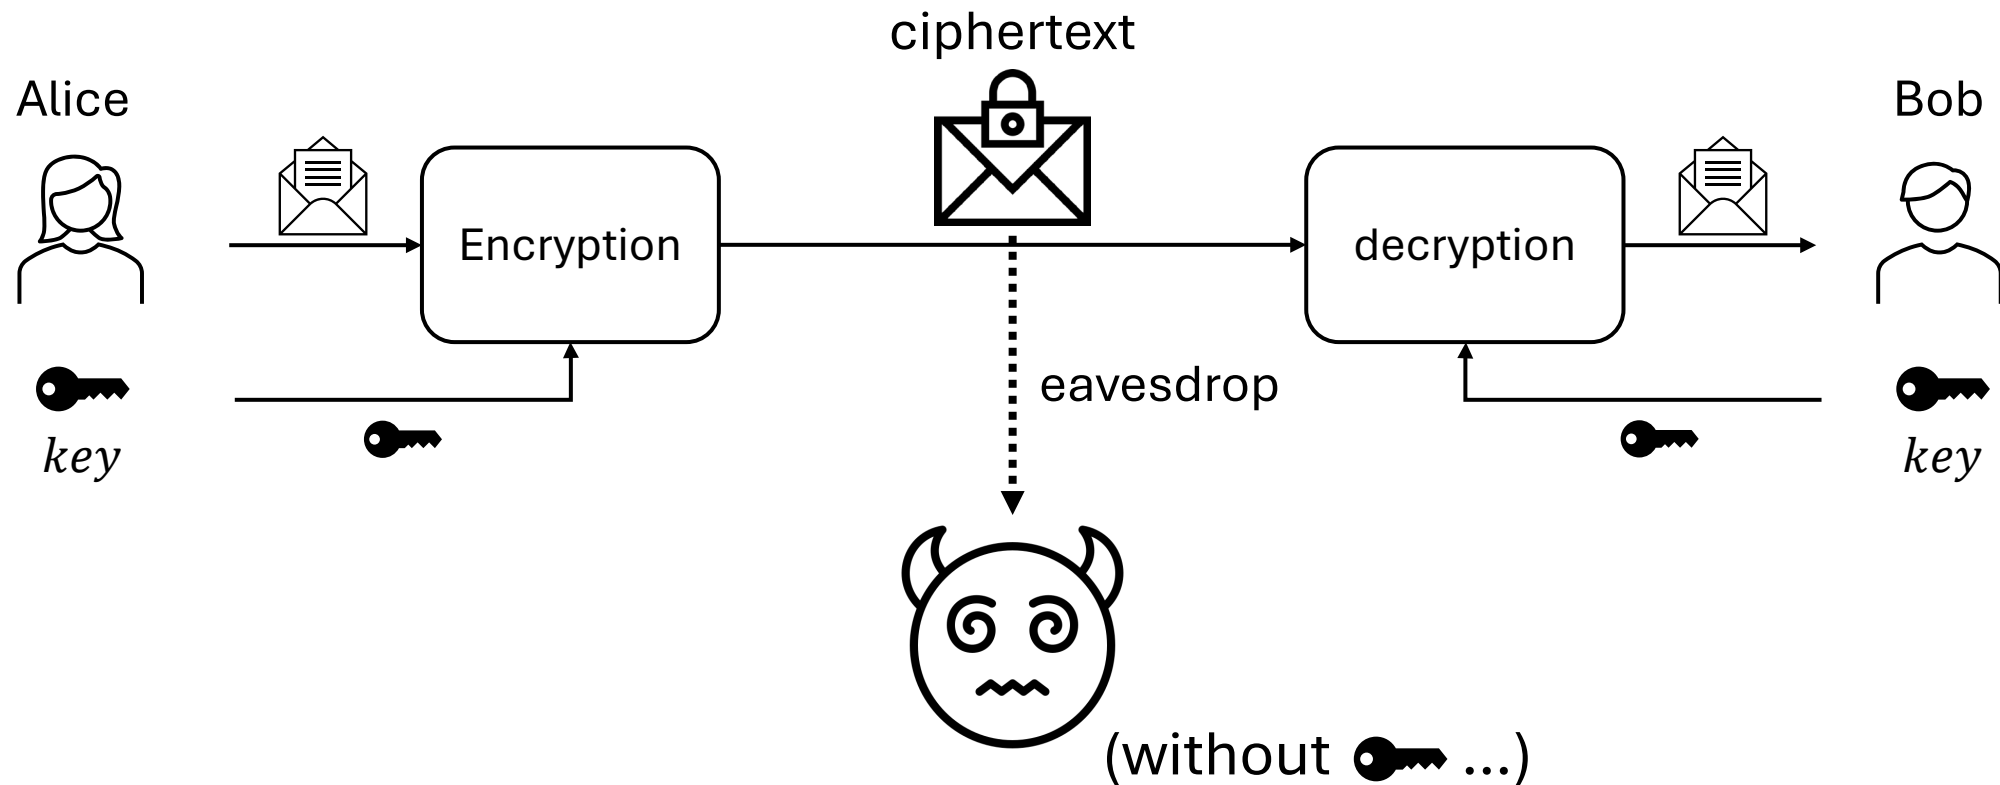 ciphertext
Alice
Bob
Encryption
decryption
eavesdrop
key
key
(without ...)